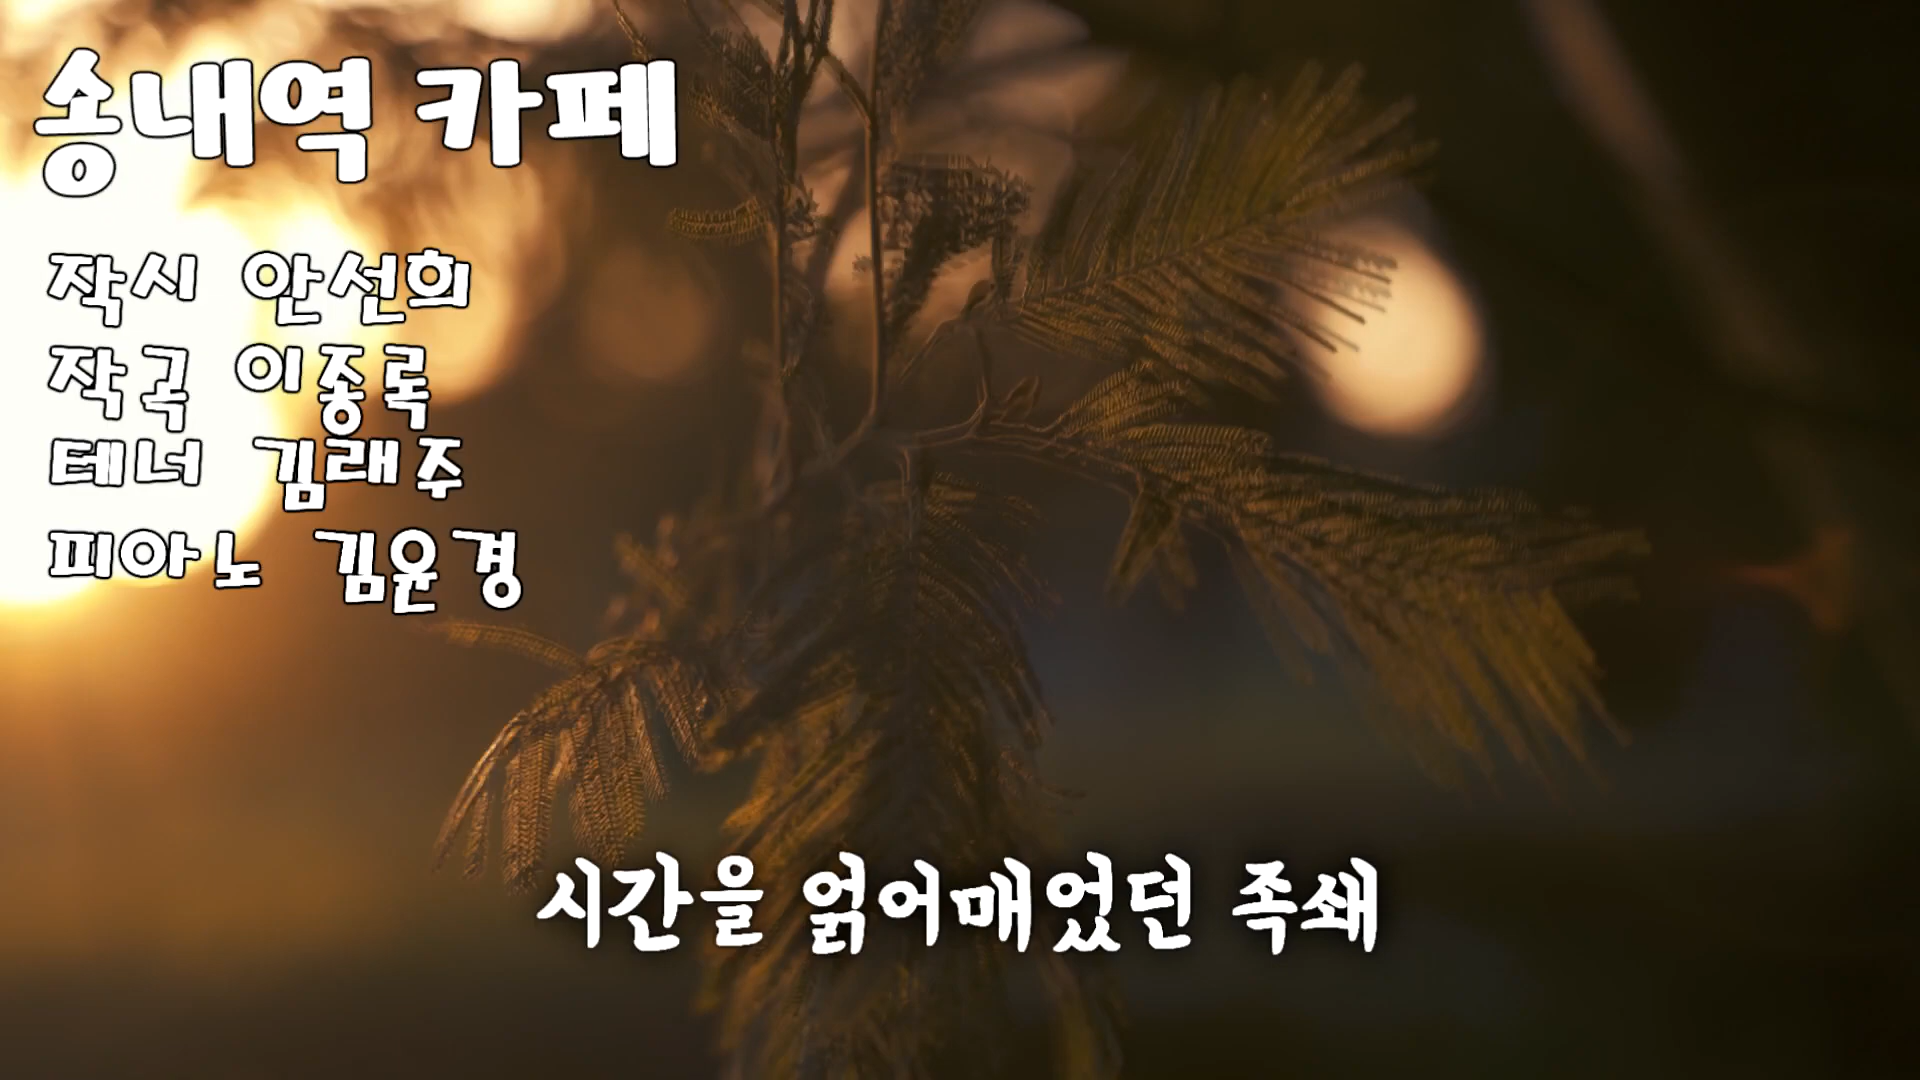 송내역 카페
작시 안선희
작곡 이종록
테너 김래주
피아노 김윤경
시간을 얽어매었던 족쇄